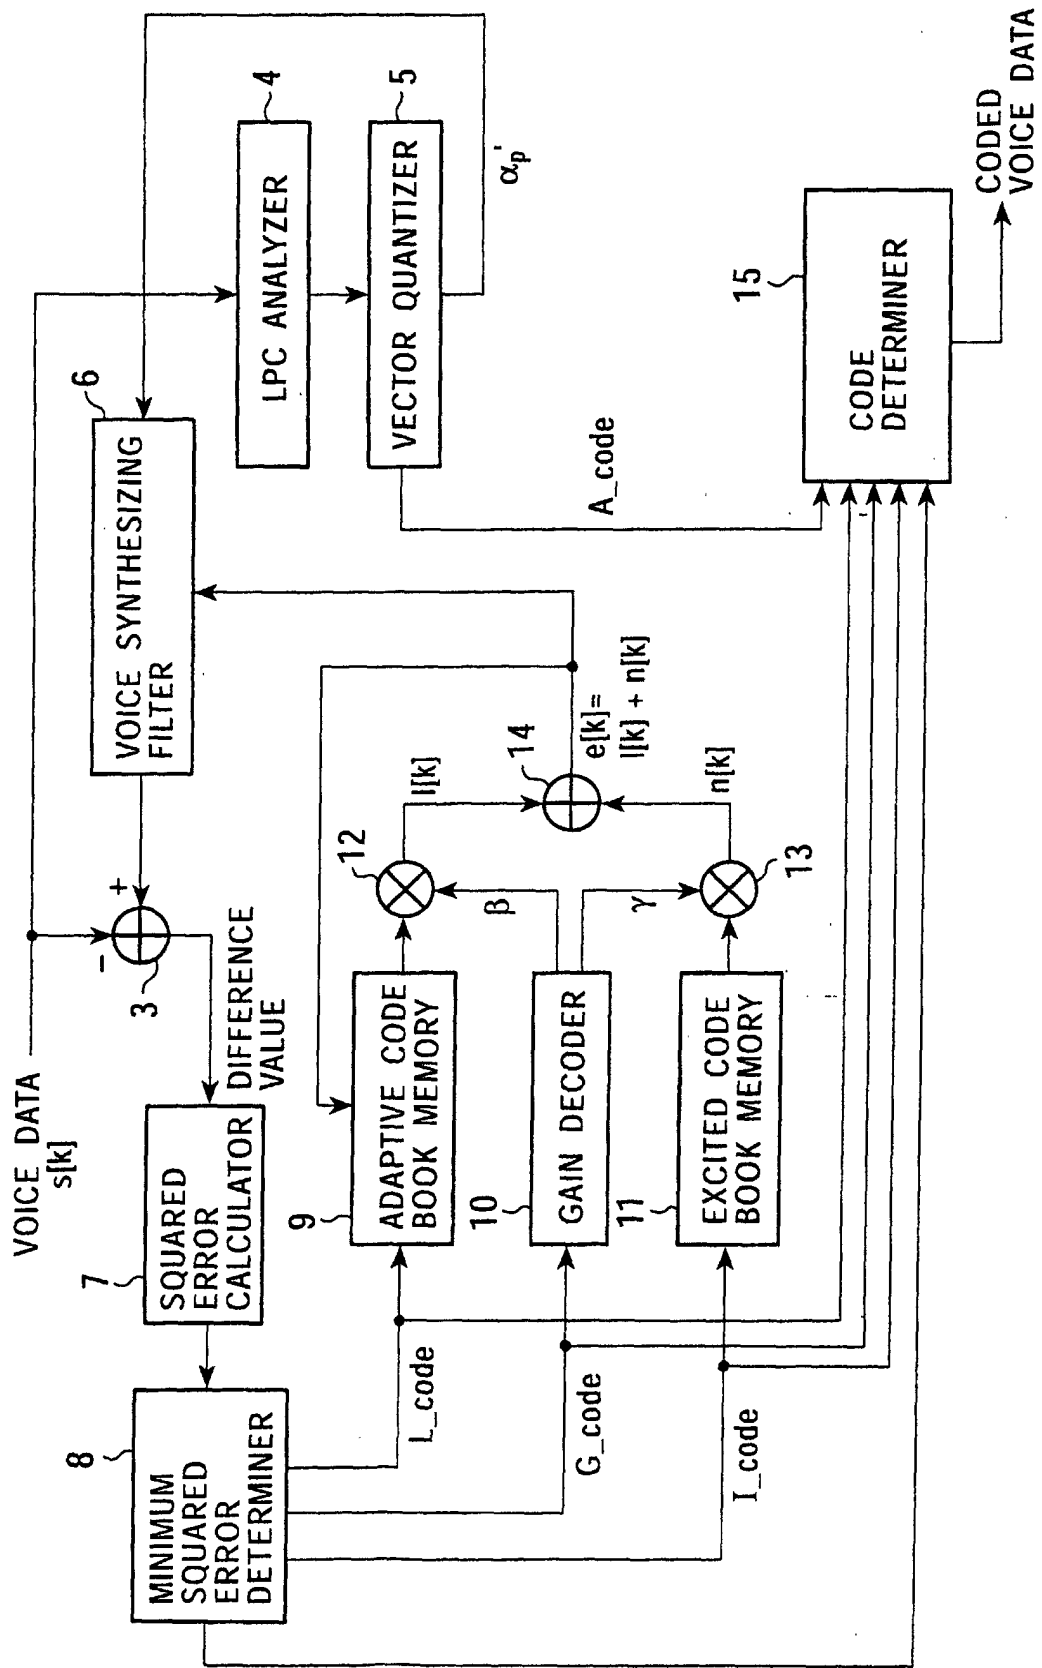 VOICE DATA
s[k]
3
-
+
DIFFERENCE
VALUE
6
VOICE SYNTHESIZING
FILTER
4
LPC ANALYZER
5
VECTOR QUANTIZER
αp'
7
SQUARED
ERROR
CALCULATOR
8
MINIMUM
SQUARED
ERROR
DETERMINER
L_code
G_code
I_code
9
ADAPTIVE CODE
BOOK MEMORY
10
GAIN DECODER
11
EXCITED CODE
BOOK MEMORY
12
β
γ
13
l[k]
n[k]
14
e[k]=
l[k] + n[k]
A_code
15
CODE
DETERMINER
CODED
VOICE DATA